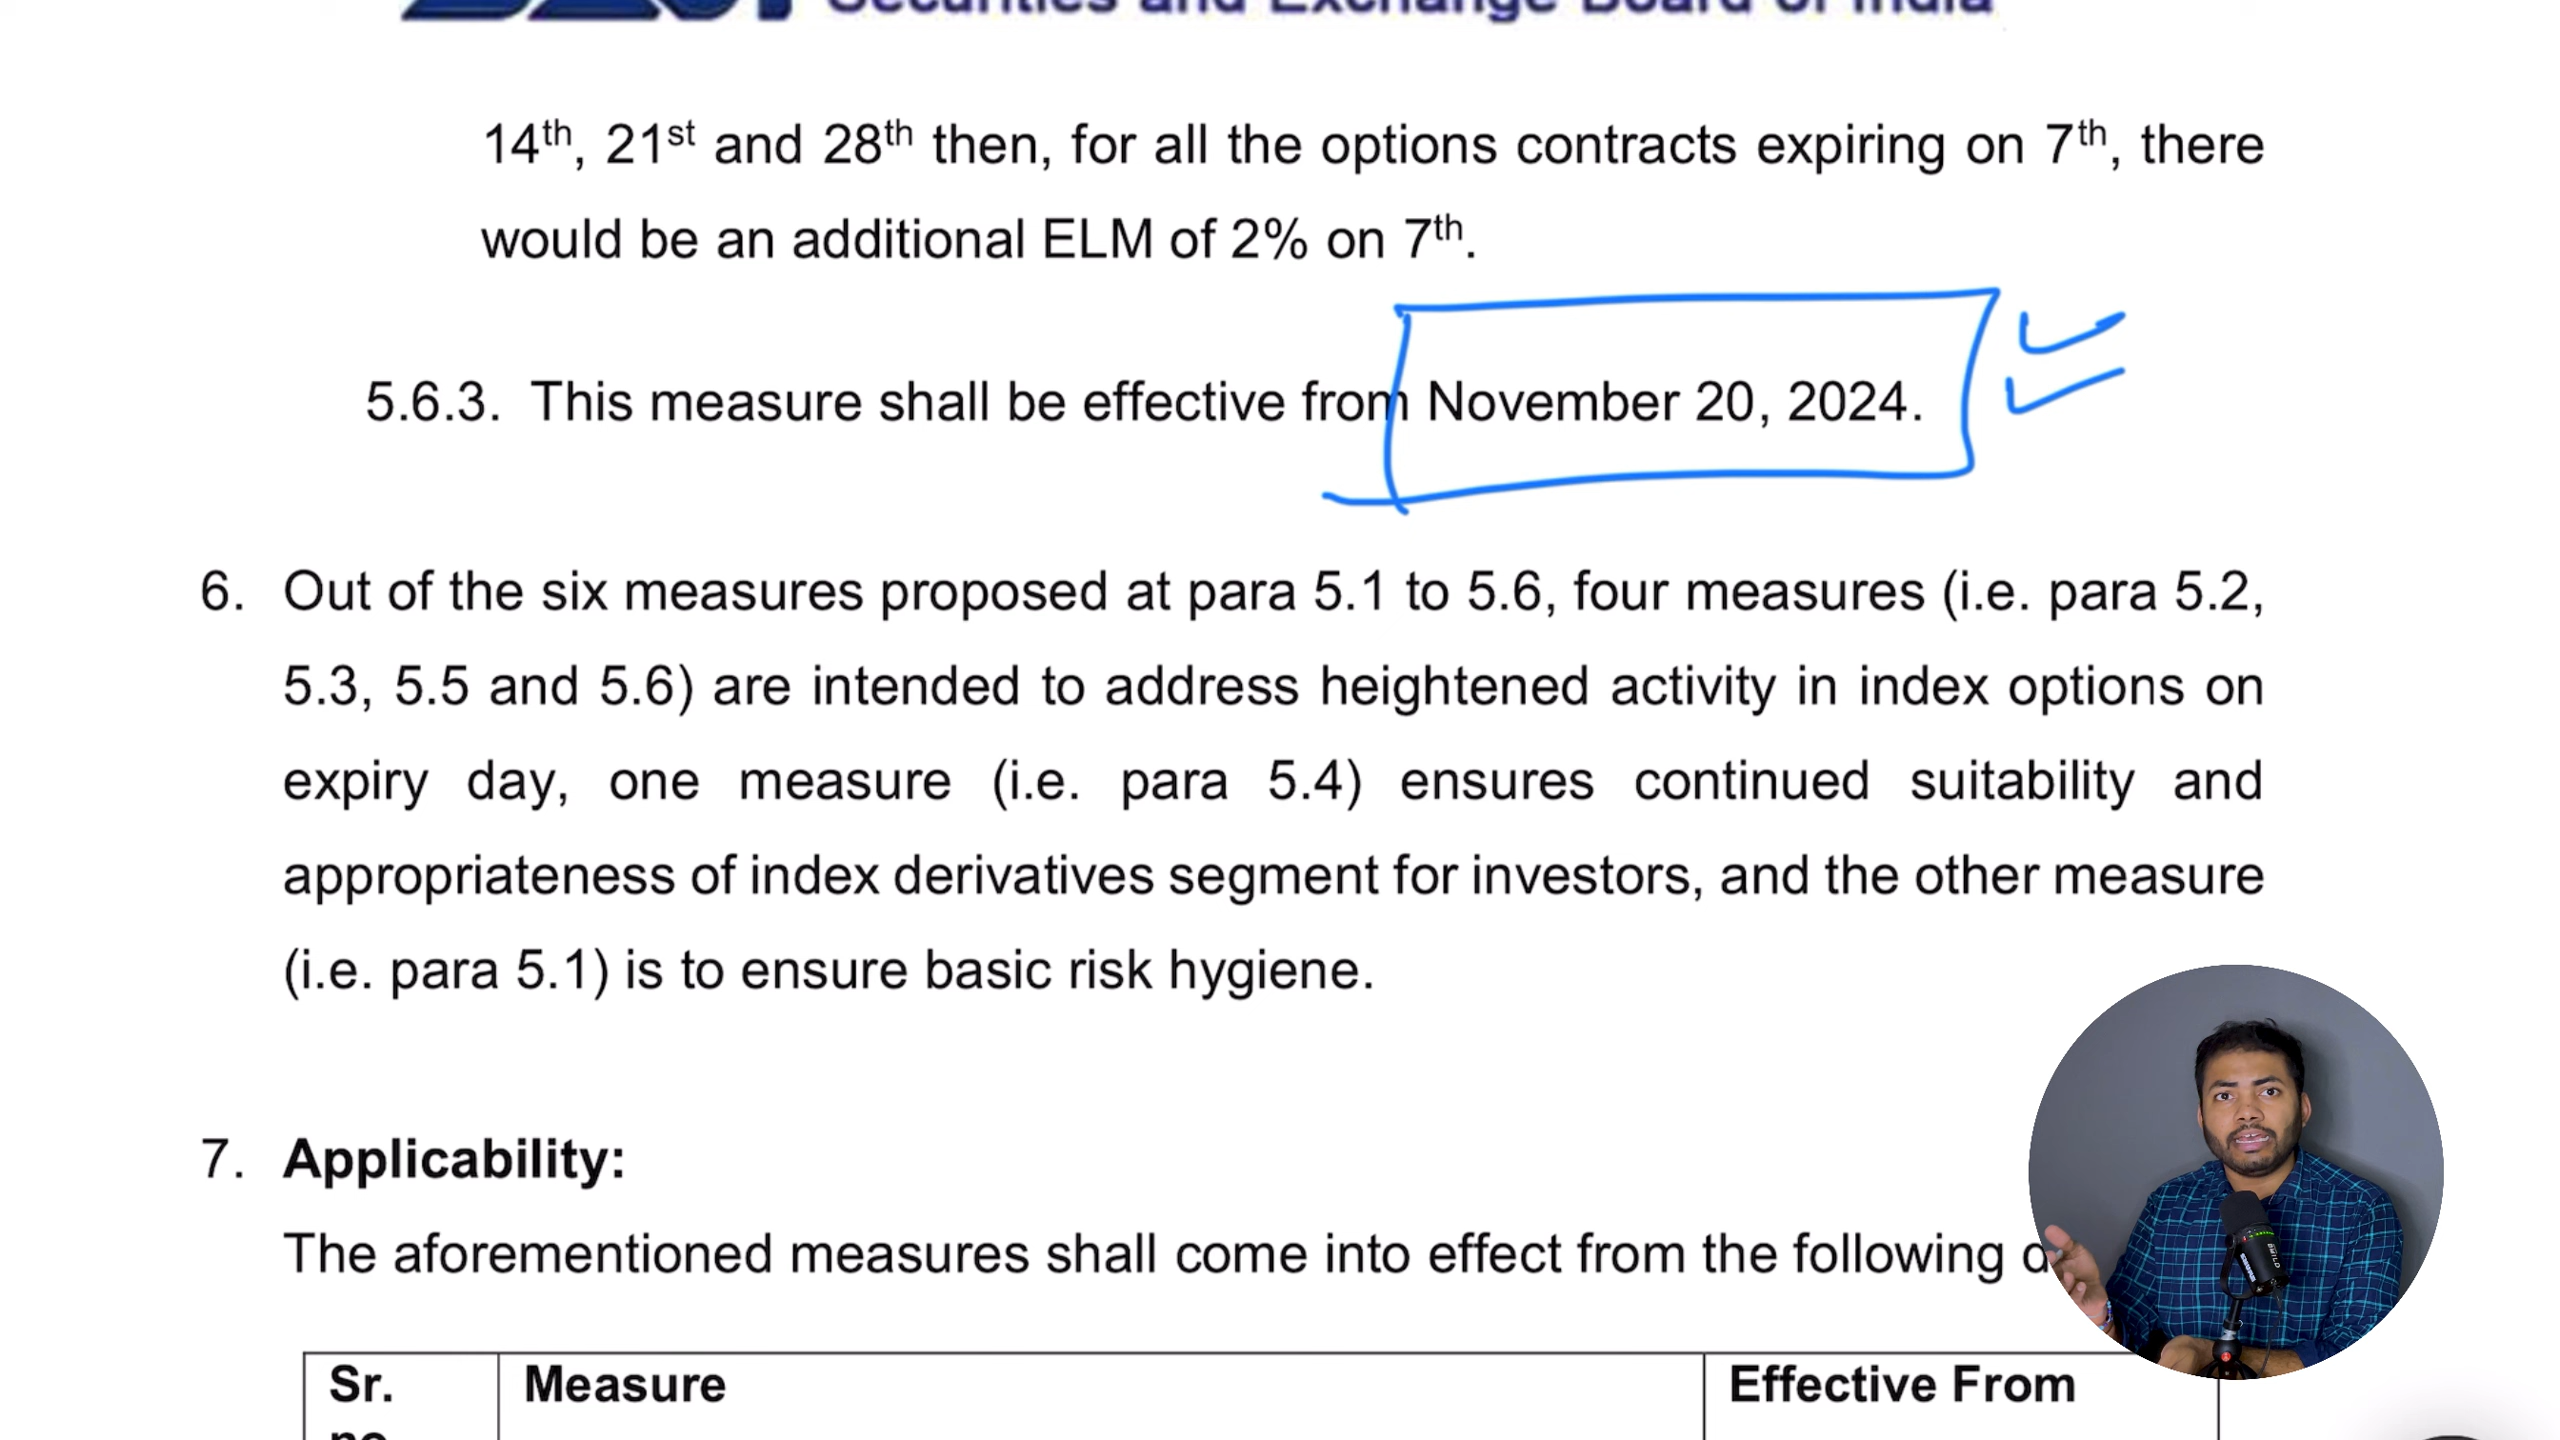 Securities and Exchange Board of India
14th, 21st and 28th then, for all the options contracts expiring on 7th, there
would be an additional ELM of 2% on 7th.
5.6.3. This measure shall be effective from November 20, 2024.
6. Out of the six measures proposed at para 5.1 to 5.6, four measures (i.e. para 5.2,
5.3, 5.5 and 5.6) are intended to address heightened activity in index options on
expiry day, one measure (i.e. para 5.4) ensures continued suitability and
appropriateness of index derivatives segment for investors, and the other measure
(i.e. para 5.1) is to ensure basic risk hygiene.
7. Applicability:
The aforementioned measures shall come into effect from the following
Sr. Measure Effective From